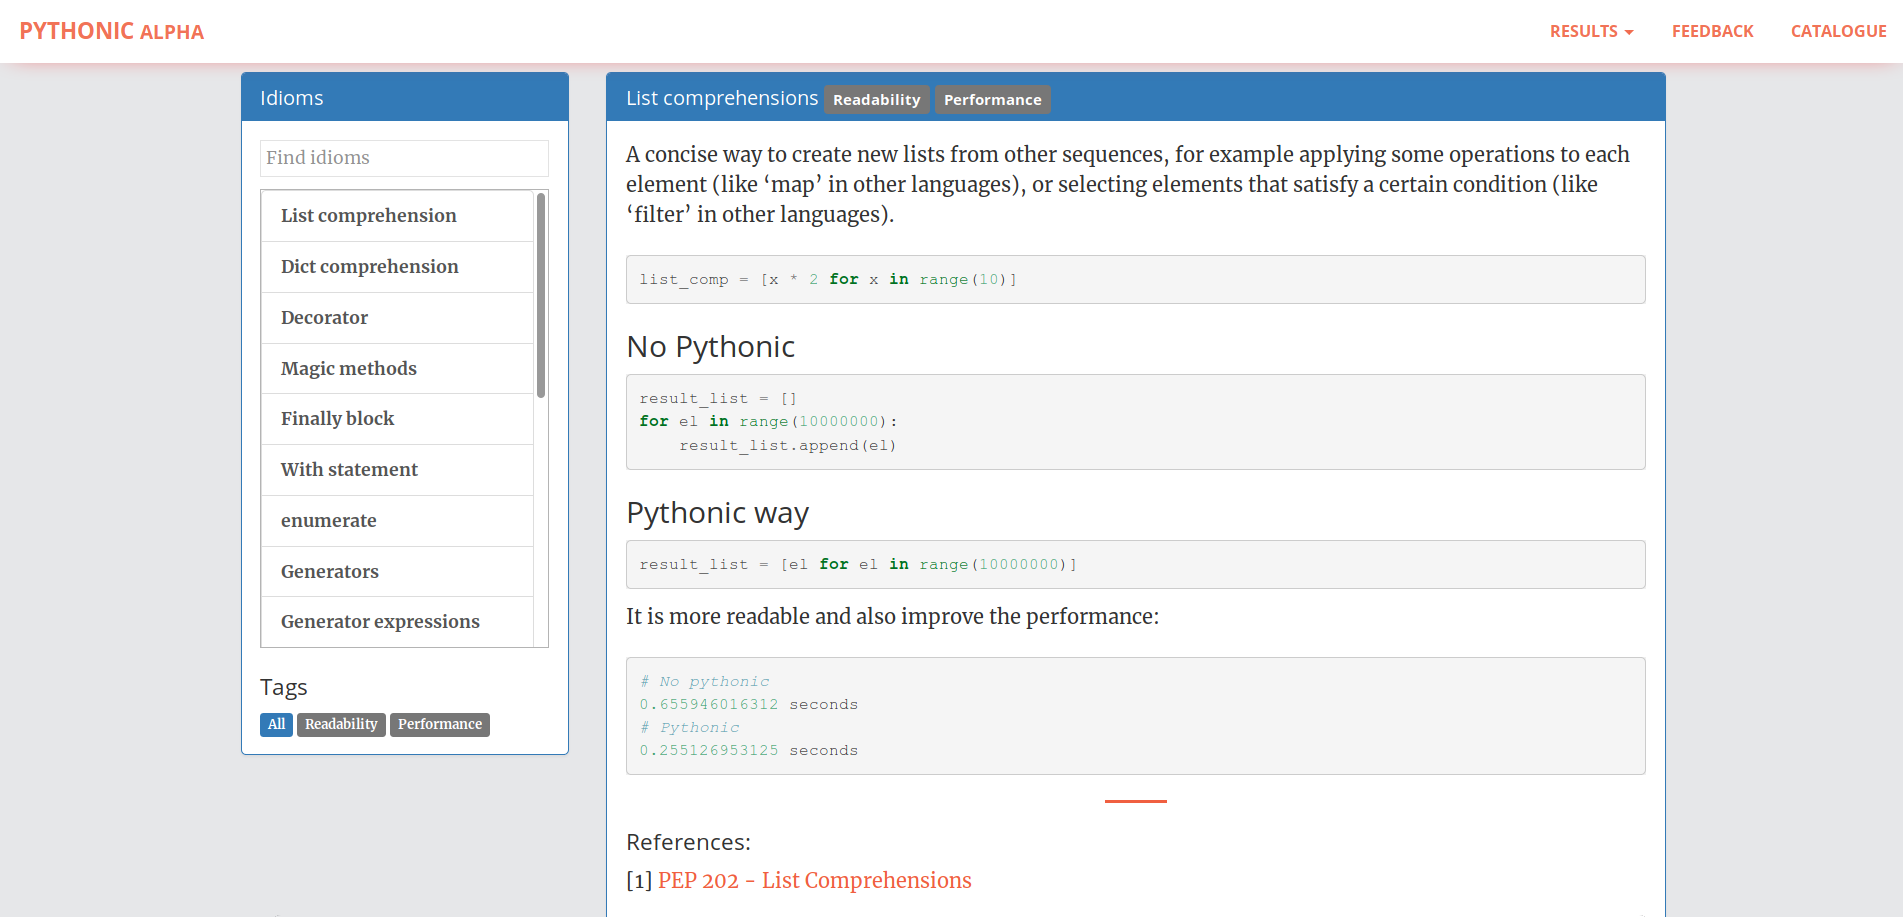 PYTHONIC ALPHA
RESULTS
FEEDBACK
CATALOGUE
Idioms
Find idioms
List comprehension
Dict comprehension
Decorator
Magic methods
Finally block
With statement
enumerate
Generators
Generator expressions
Tags
All Readability Performance
List comprehensions Readability Performance
A concise way to create new lists from other sequences, for example applying some operations to each
element (like ‘map’ in other languages), or selecting elements that satisfy a certain condition (like
‘filter’ in other languages).
list_comp = [x * 2 for x in range(10)]
No Pythonic
result_list = []
for el in range(10000000):
    result_list.append(el)
Pythonic way
result_list = [el for el in range(10000000)]
It is more readable and also improve the performance:
# No pythonic
0.655946016312 seconds
# Pythonic
0.255126953125 seconds
References:
[1] PEP 202 - List Comprehensions